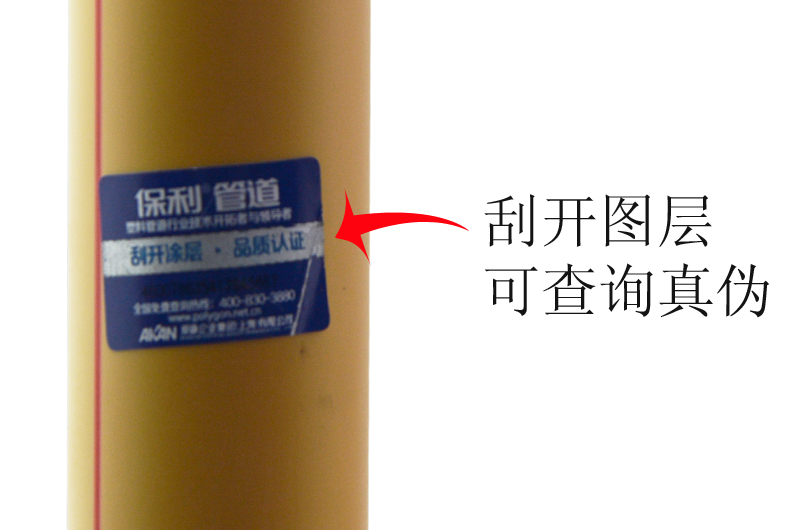 保利®管道
塑料管道行业技术开拓者与领导者
刮开涂层·品质认证
全国免费查询热线：400-830-3880
www.polygon.net.cn
AKAN
刮开图层
可查询真伪